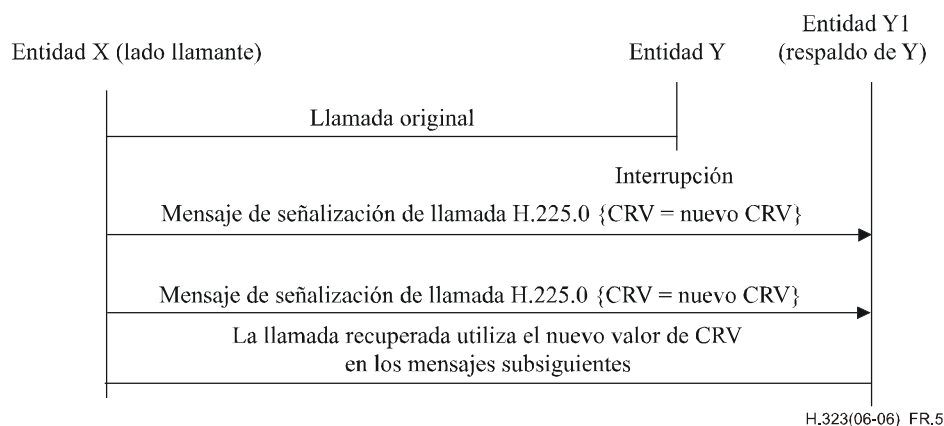 Entidad X (lado llamante)
Entidad Y
Entidad Y1
(respaldo de Y)
Llamada original
Interrupción
Mensaje de señalización de llamada H.225.0 {CRV = nuevo CRV}
Mensaje de señalización de llamada H.225.0 {CRV = nuevo CRV}
La llamada recuperada utiliza el nuevo valor de CRV
en los mensajes subsiguientes
H.323(06-06)_FR.5